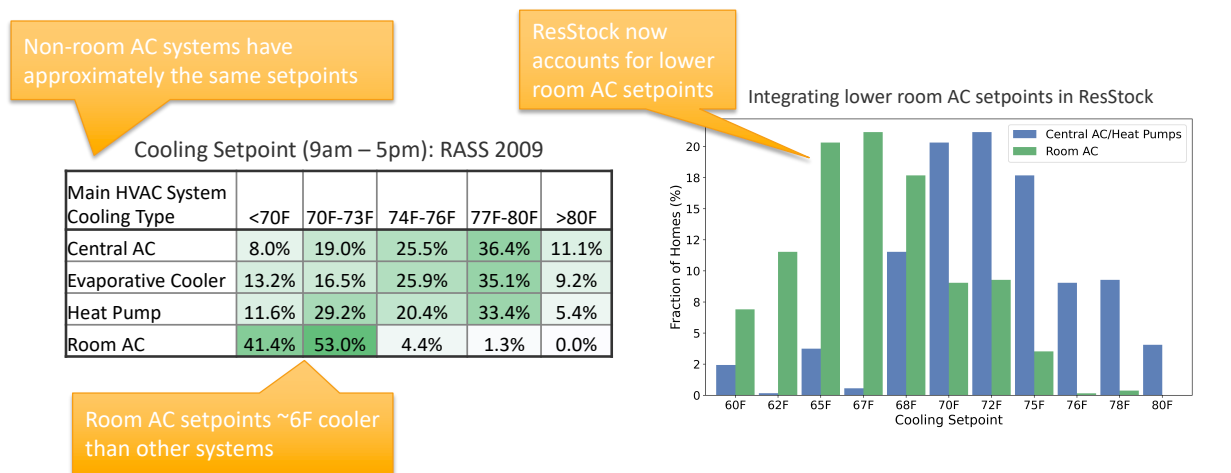 Non-room AC systems have
approximately the same setpoints
ResStock now
accounts for lower
room AC setpoints
Cooling Setpoint (9am – 5pm): RASS 2009
Main HVAC System
Cooling Type <70F 70F-73F 74F-76F 77F-80F >80F
Central AC 8.0% 19.0% 25.5% 36.4% 11.1%
Evaporative Cooler 13.2% 16.5% 25.9% 35.1% 9.2%
Heat Pump 11.6% 29.2% 20.4% 33.4% 5.4%
Room AC 41.4% 53.0% 4.4% 1.3% 0.0%
Room AC setpoints ~6F cooler
than other systems
Integrating lower room AC setpoints in ResStock
Central AC/Heat Pumps
Room AC
Fraction of Homes (%)
20
18
15
12
10
8
5
2
0
60F 62F 65F 67F 68F 70F 72F 75F 76F 78F 80F
Cooling Setpoint